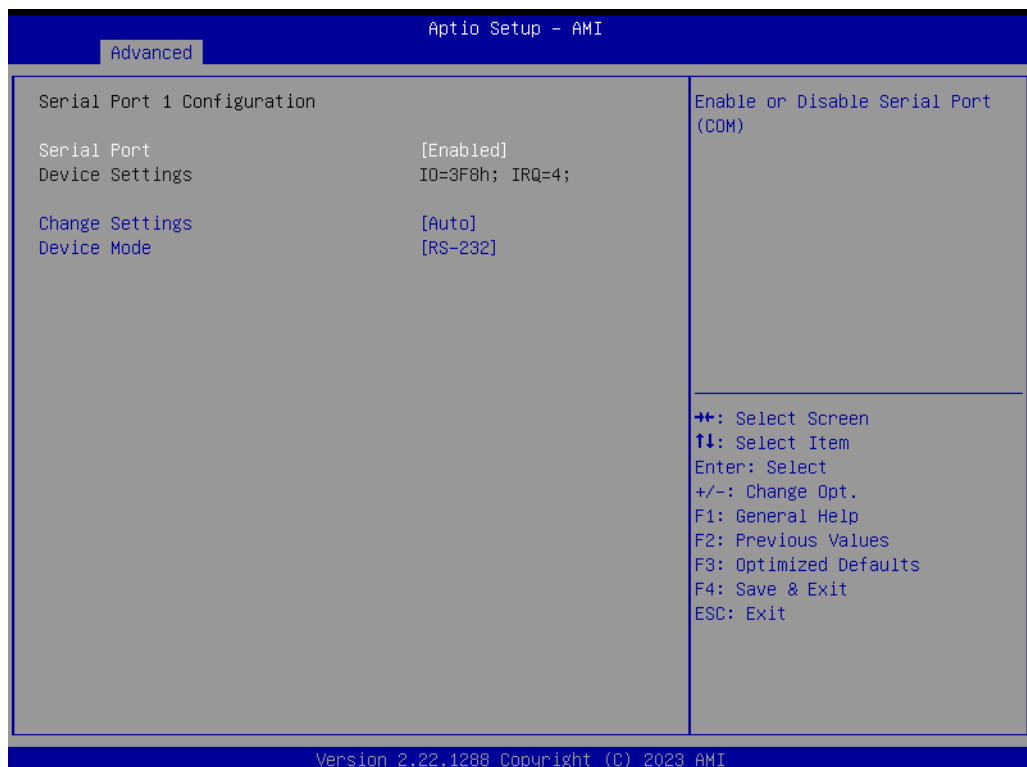 Aptio Setup – AMI
Advanced
Serial Port 1 Configuration
Serial Port [Enabled]
Device Settings IO=3F8h; IRQ=4;
Change Settings [Auto]
Device Mode [RS-232]
Enable or Disable Serial Port
(COM)
→←: Select Screen
↑↓: Select Item
Enter: Select
+/-: Change Opt.
F1: General Help
F2: Previous Values
F3: Optimized Defaults
F4: Save & Exit
ESC: Exit
Version 2.22.1288 Copyright (C) 2023 AMI